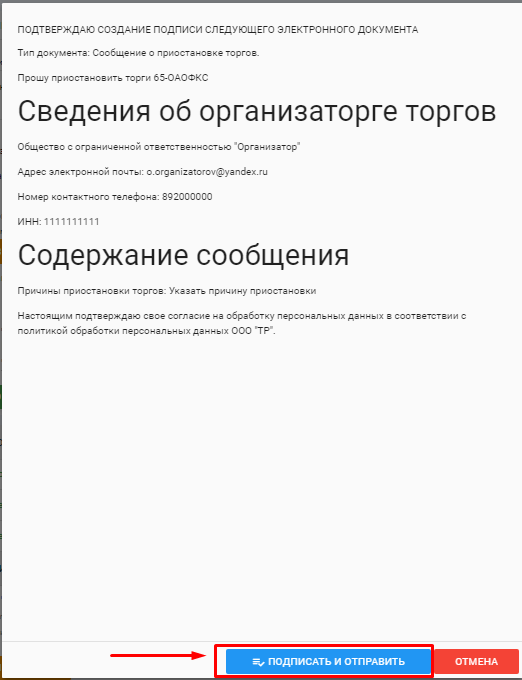 ПОДТВЕРЖДАЮ СОЗДАНИЕ ПОДПИСИ СЛЕДУЮЩЕГО ЭЛЕКТРОННОГО ДОКУМЕНТА
Тип документа: Сообщение о приостановке торгов.
Прошу приостановить торги 65-ОАОФКС
Сведения об организаторге торгов
Общество с ограниченной ответственностью "Организатор"
Адрес электронной почты: o.organizatorov@yandex.ru
Номер контактного телефона: 892000000
ИНН: 1111111111
Содержание сообщения
Причины приостановки торгов: Указать причину приостановки
Настоящим подтверждаю свое согласие на обработку персональных данных в соответствии с
политикой обработки персональных данных ООО "ТР".
ПОДПИСАТЬ И ОТПРАВИТЬ
ОТМЕНА